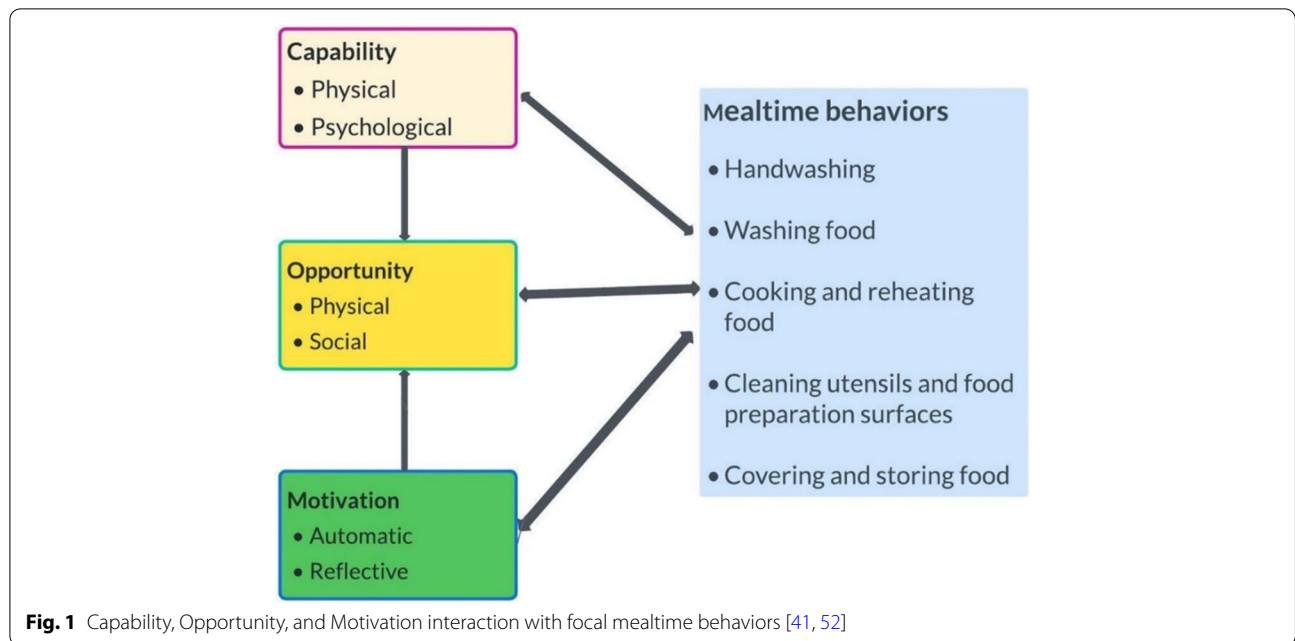 Capability
• Physical
• Psychological
Opportunity
• Physical
• Social
Motivation
• Automatic
• Reflective
Mealtime behaviors
• Handwashing
• Washing food
• Cooking and reheating
food
• Cleaning utensils and food
preparation surfaces
• Covering and storing food
Fig. 1 Capability, Opportunity, and Motivation interaction with focal mealtime behaviors [41, 52]